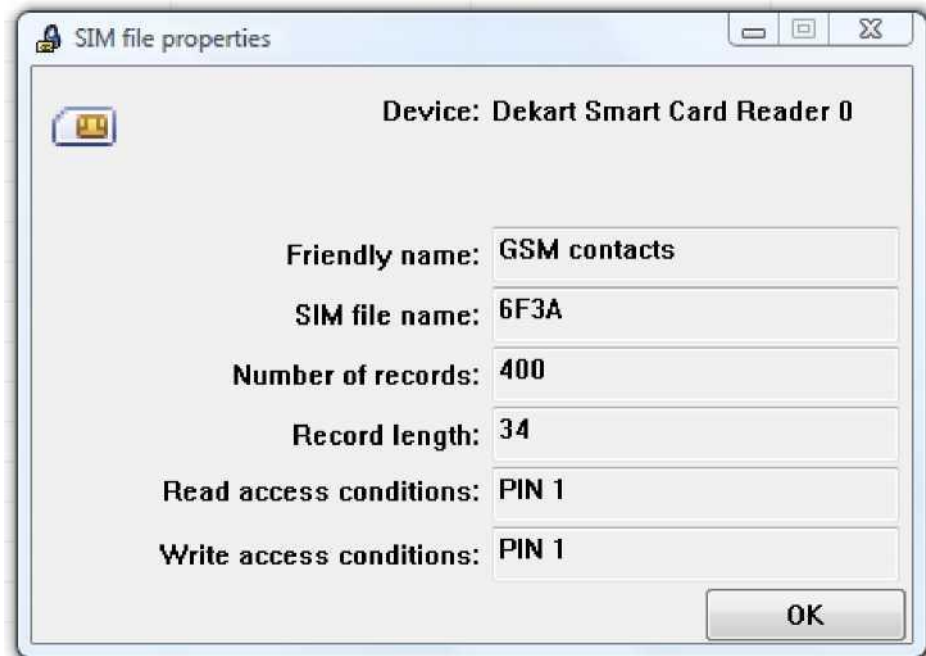 SIM file properties
Device: Dekart Smart Card Reader 0
Friendly name: GSM contacts
SIM file name: 6F3A
Number of records: 400
Record length: 34
Read access conditions: PIN 1
Write access conditions: PIN 1
OK